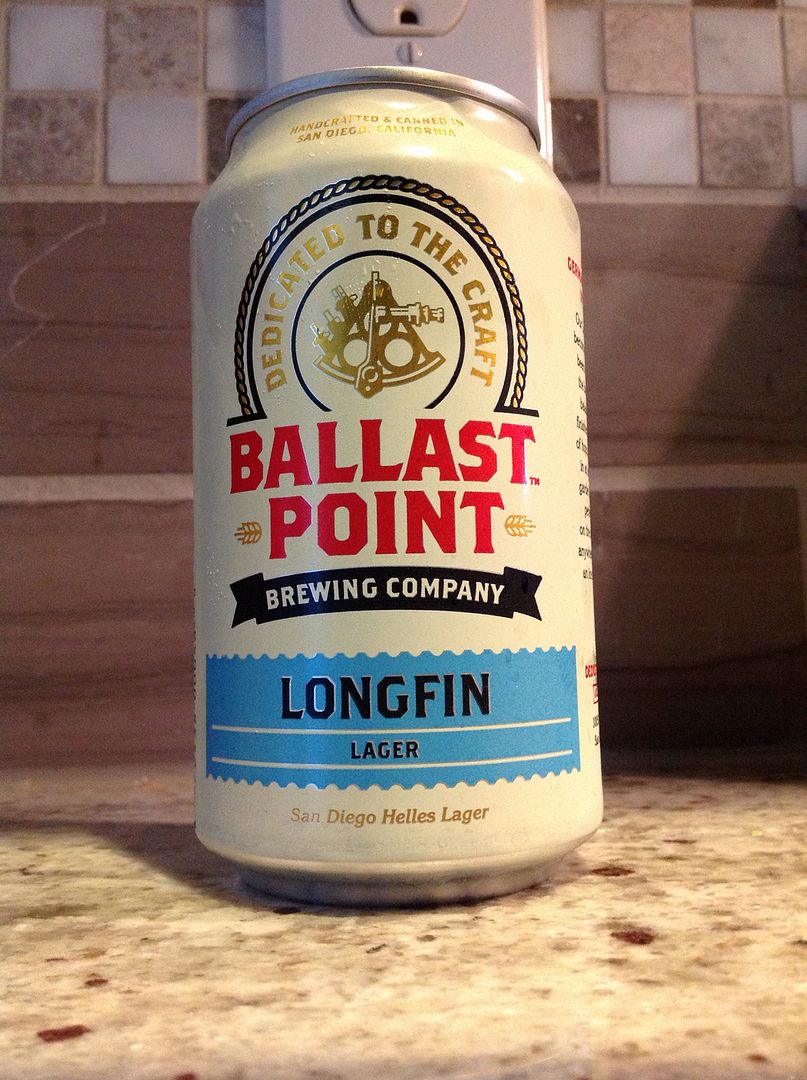 HANDCRAFTED & CANNED IN
SAN DIEGO, CALIFORNIA
DEDICATED TO THE CRAFT
BALLAST™
POINT
BREWING COMPANY
LONGFIN
LAGER
San Diego Helles Lager